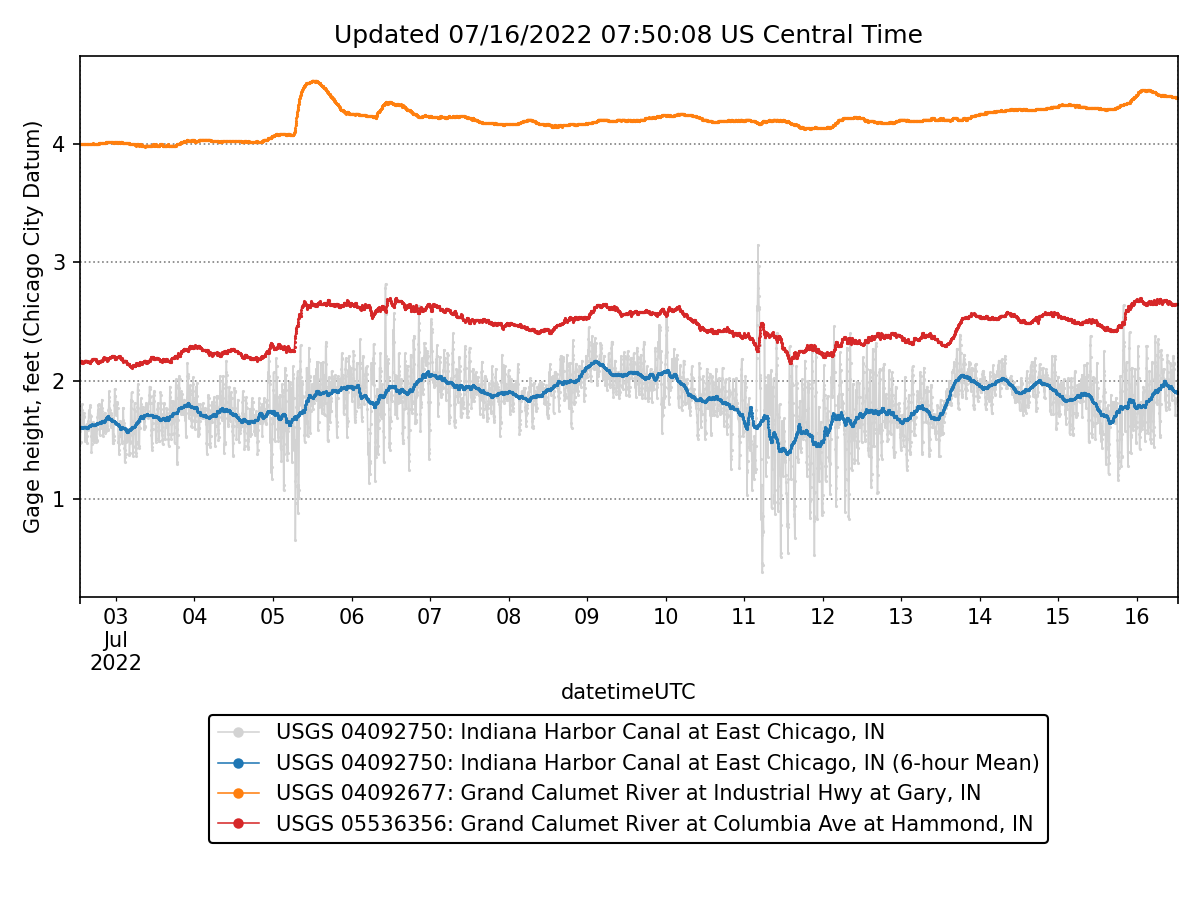 Updated 07/16/2022 07:50:08 US Central Time
Gage height, feet (Chicago City Datum)
4
3
2
1
03 04 05 06 07 08 09 10 11 12 13 14 15 16
Jul
2022
datetimeUTC
USGS 04092750: Indiana Harbor Canal at East Chicago, IN
USGS 04092750: Indiana Harbor Canal at East Chicago, IN (6-hour Mean)
USGS 04092677: Grand Calumet River at Industrial Hwy at Gary, IN
USGS 05536356: Grand Calumet River at Columbia Ave at Hammond, IN